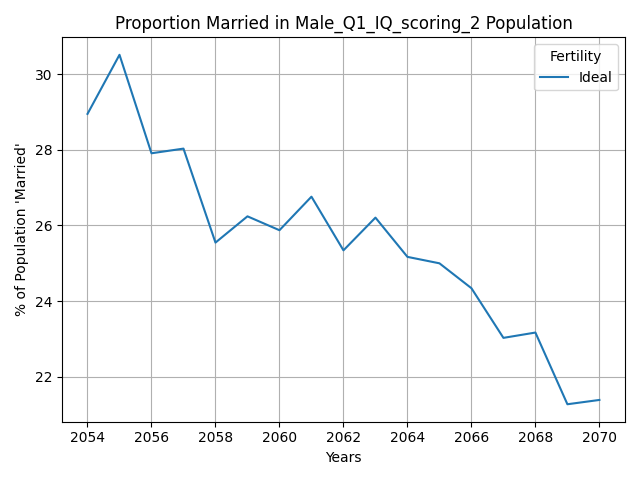 Proportion Married in Male_Q1_IQ_scoring_2 Population
Fertility
Ideal
% of Population 'Married'
30
28
26
24
22
2054 2056 2058 2060 2062 2064 2066 2068 2070
Years